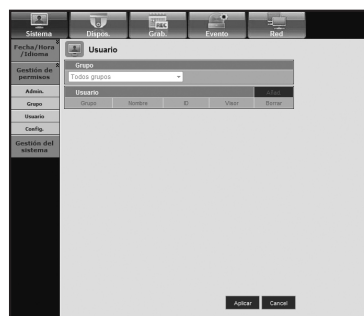 Sistema Dispos. Grab. Evento Red
Fecha/Hora
/Idioma
Usuario
Grupo
Todos grupos
Gestión de
permisos
Admin.
Grupo
Usuario
Config.
Gestión del
sistema
Usuario Añad
Grupo Nombre ID Visor Borrar
Aplicar Cancel